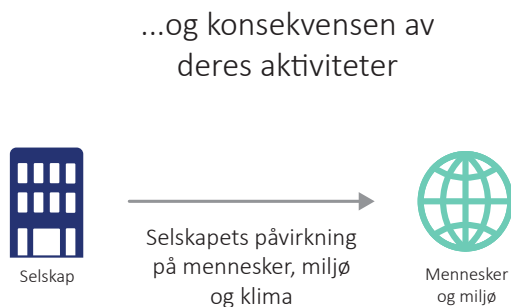 ...og konsekvensen av
deres aktiviteter
Selskap
Selskapets påvirkning
på mennesker, miljø
og klima
Mennesker
og miljø